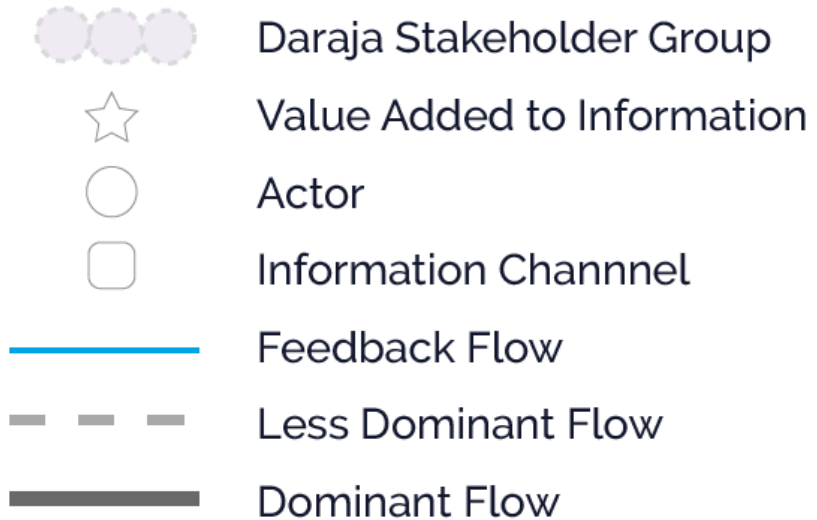 Daraja Stakeholder Group
Value Added to Information
Actor
Information Channnel
Feedback Flow
Less Dominant Flow
Dominant Flow